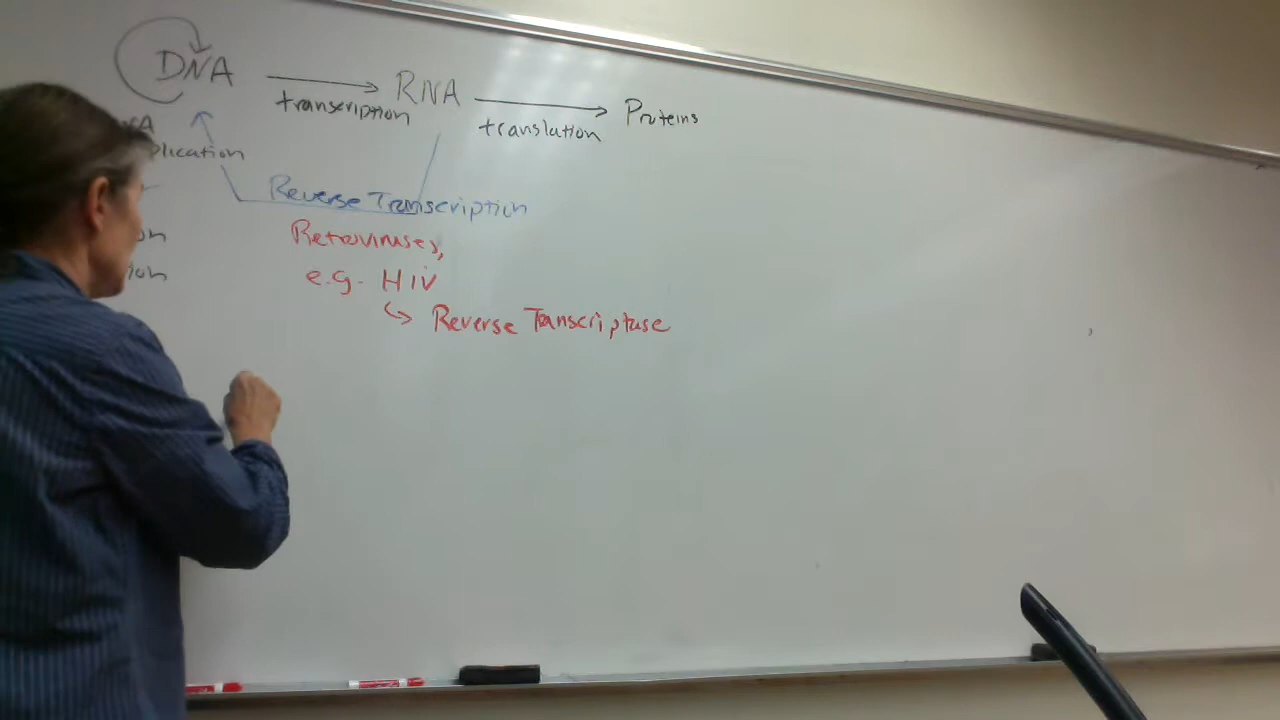 DNA
transcription
RNA
translation
Proteins
Reverse Transcription
Retroviruses,
e.g. HIV
↳ Reverse Transcriptase